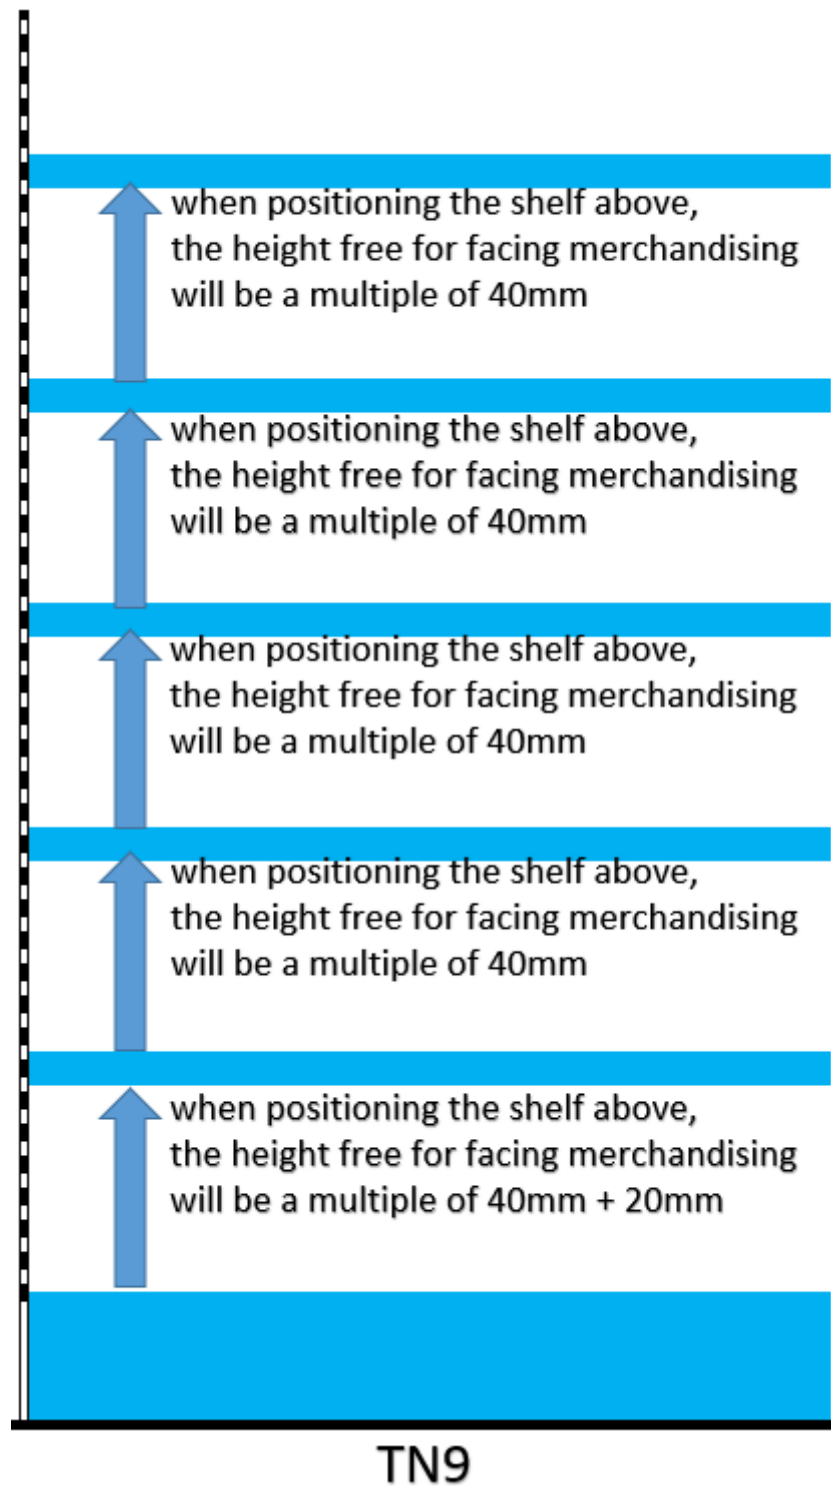 when positioning the shelf above,
the height free for facing merchandising
will be a multiple of 40mm
when positioning the shelf above,
the height free for facing merchandising
will be a multiple of 40mm
when positioning the shelf above,
the height free for facing merchandising
will be a multiple of 40mm
when positioning the shelf above,
the height free for facing merchandising
will be a multiple of 40mm
when positioning the shelf above,
the height free for facing merchandising
will be a multiple of 40mm + 20mm
TN9